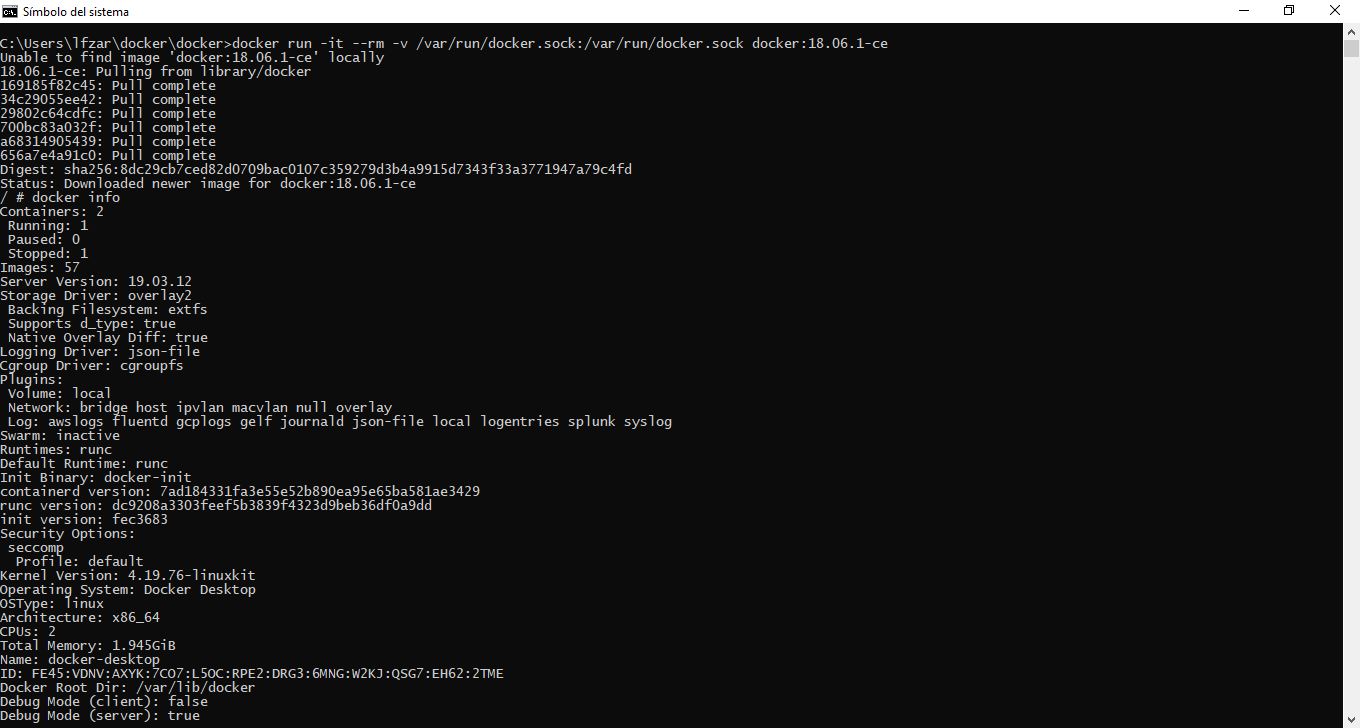 Símbolo del sistema
C:\Users\lfzar\docker\docker>docker run -it --rm -v /var/run/docker.sock:/var/run/docker.sock docker:18.06.1-ce
Unable to find image 'docker:18.06.1-ce' locally
18.06.1-ce: Pulling from library/docker
169185f82c45: Pull complete
34c29055ee42: Pull complete
29802c64cdfc: Pull complete
700bc83a032f: Pull complete
a68314905439: Pull complete
656a7e4a91c0: Pull complete
Digest: sha256:8dc29cb7ced82d0709bac0107c359279d3b4a9915d7343f33a3771947a79c4fd
Status: Downloaded newer image for docker:18.06.1-ce
/ # docker info
Containers: 2
 Running: 1
 Paused: 0
 Stopped: 1
Images: 57
Server Version: 19.03.12
Storage Driver: overlay2
 Backing Filesystem: extfs
 Supports d_type: true
 Native Overlay Diff: true
Logging Driver: json-file
Cgroup Driver: cgroupfs
Plugins:
 Volume: local
 Network: bridge host ipvlan macvlan null overlay
 Log: awslogs fluentd gcplogs gelf journald json-file local logentries splunk syslog
Swarm: inactive
Runtimes: runc
Default Runtime: runc
Init Binary: docker-init
containerd version: 7ad184331fa3e55e52b890ea95e65ba581ae3429
runc version: dc9208a3303feef5b3839f4323d9beb36df0a9dd
init version: fec3683
Security Options:
 seccomp
  Profile: default
Kernel Version: 4.19.76-linuxkit
Operating System: Docker Desktop
OSType: linux
Architecture: x86_64
CPUs: 2
Total Memory: 1.945GiB
Name: docker-desktop
ID: FE45:VDNV:AXYK:7CO7:L5OC:RPE2:DRG3:6MNG:W2KJ:QSG7:EH62:2TME
Docker Root Dir: /var/lib/docker
Debug Mode (client): false
Debug Mode (server): true